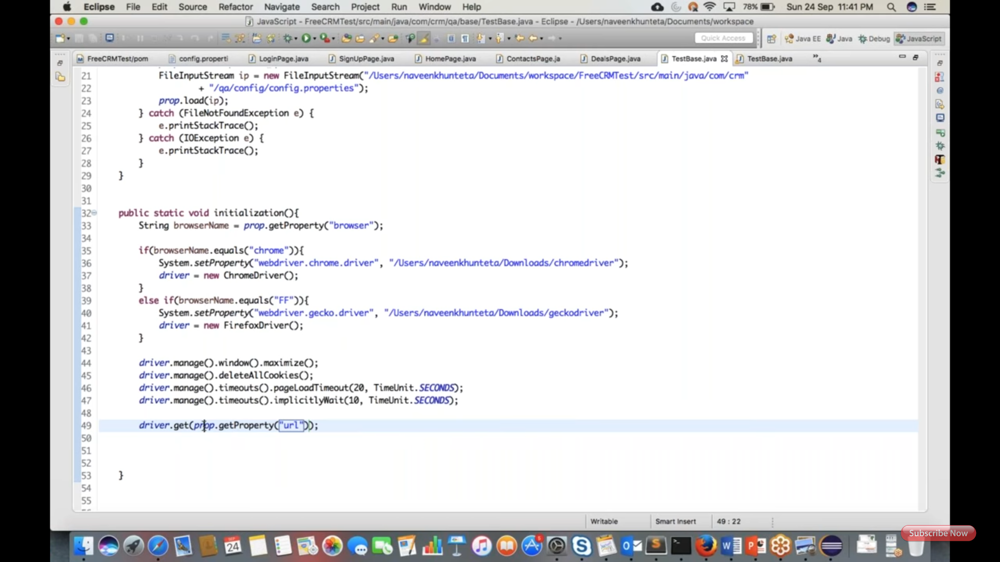 Eclipse File Edit Source Refactor Navigate Search Project Run Window Help 78% Sun 24 Sep 11:41 PM
JavaScript - FreeCRMTest/src/main/java/com/crm/qa/base/TestBase.java - Eclipse - /Users/naveenkhunteta/Documents/workspace
Quick Access Java EE Java Debug JavaScript
FreeCRMTest/pom config.properti LoginPage.java SignUpPage.java HomePage.java ContactsPage.ja DealsPage.java TestBase.java TestBase.java »4
21 FileInputStream ip = new FileInputStream("/Users/naveenkhunteta/Documents/workspace/FreeCRMTest/src/main/java/com/crm"
22 + "/qa/config/config.properties");
23 prop.load(ip);
24 } catch (FileNotFoundException e) {
25 e.printStackTrace();
26 } catch (IOException e) {
27 e.printStackTrace();
28 }
29 }
30
31
32 public static void initialization(){
33 String browserName = prop.getProperty("browser");
34
35 if(browserName.equals("chrome")){
36 System.setProperty("webdriver.chrome.driver", "/Users/naveenkhunteta/Downloads/chromedriver");
37 driver = new ChromeDriver();
38 }
39 else if(browserName.equals("FF")){
40 System.setProperty("webdriver.gecko.driver", "/Users/naveenkhunteta/Downloads/geckodriver");
41 driver = new FirefoxDriver();
42 }
43
44 driver.manage().window().maximize();
45 driver.manage().deleteAllCookies();
46 driver.manage().timeouts().pageLoadTimeout(20, TimeUnit.SECONDS);
47 driver.manage().timeouts().implicitlyWait(10, TimeUnit.SECONDS);
48
49 driver.get(prop.getProperty("url"));
50
51
52
53 }
54
55
Writable Smart Insert 49 : 22
Subscribe Now
24
5